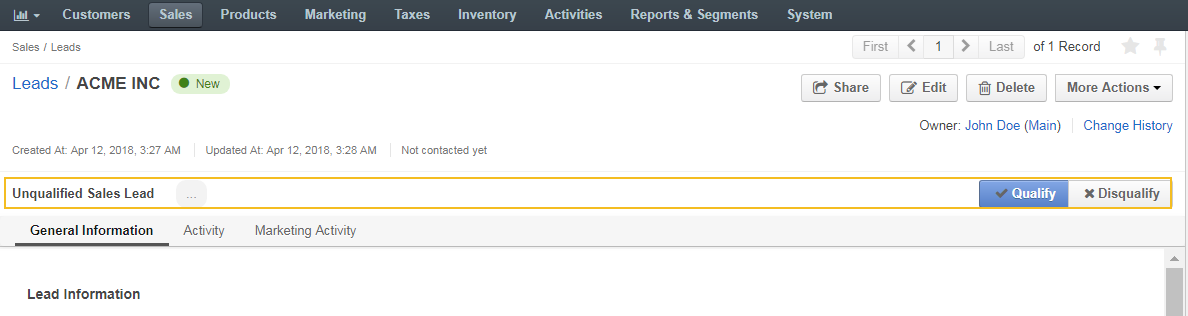 Customers Sales Products Marketing Taxes Inventory Activities Reports & Segments System
Sales / Leads First 1 Last of 1 Record
Leads / ACME INC New Share Edit Delete More Actions
Owner: John Doe (Main) Change History
Created At: Apr 12, 2018, 3:27 AM Updated At: Apr 12, 2018, 3:28 AM Not contacted yet
Unqualified Sales Lead ... Qualify Disqualify
General Information Activity Marketing Activity
Lead Information